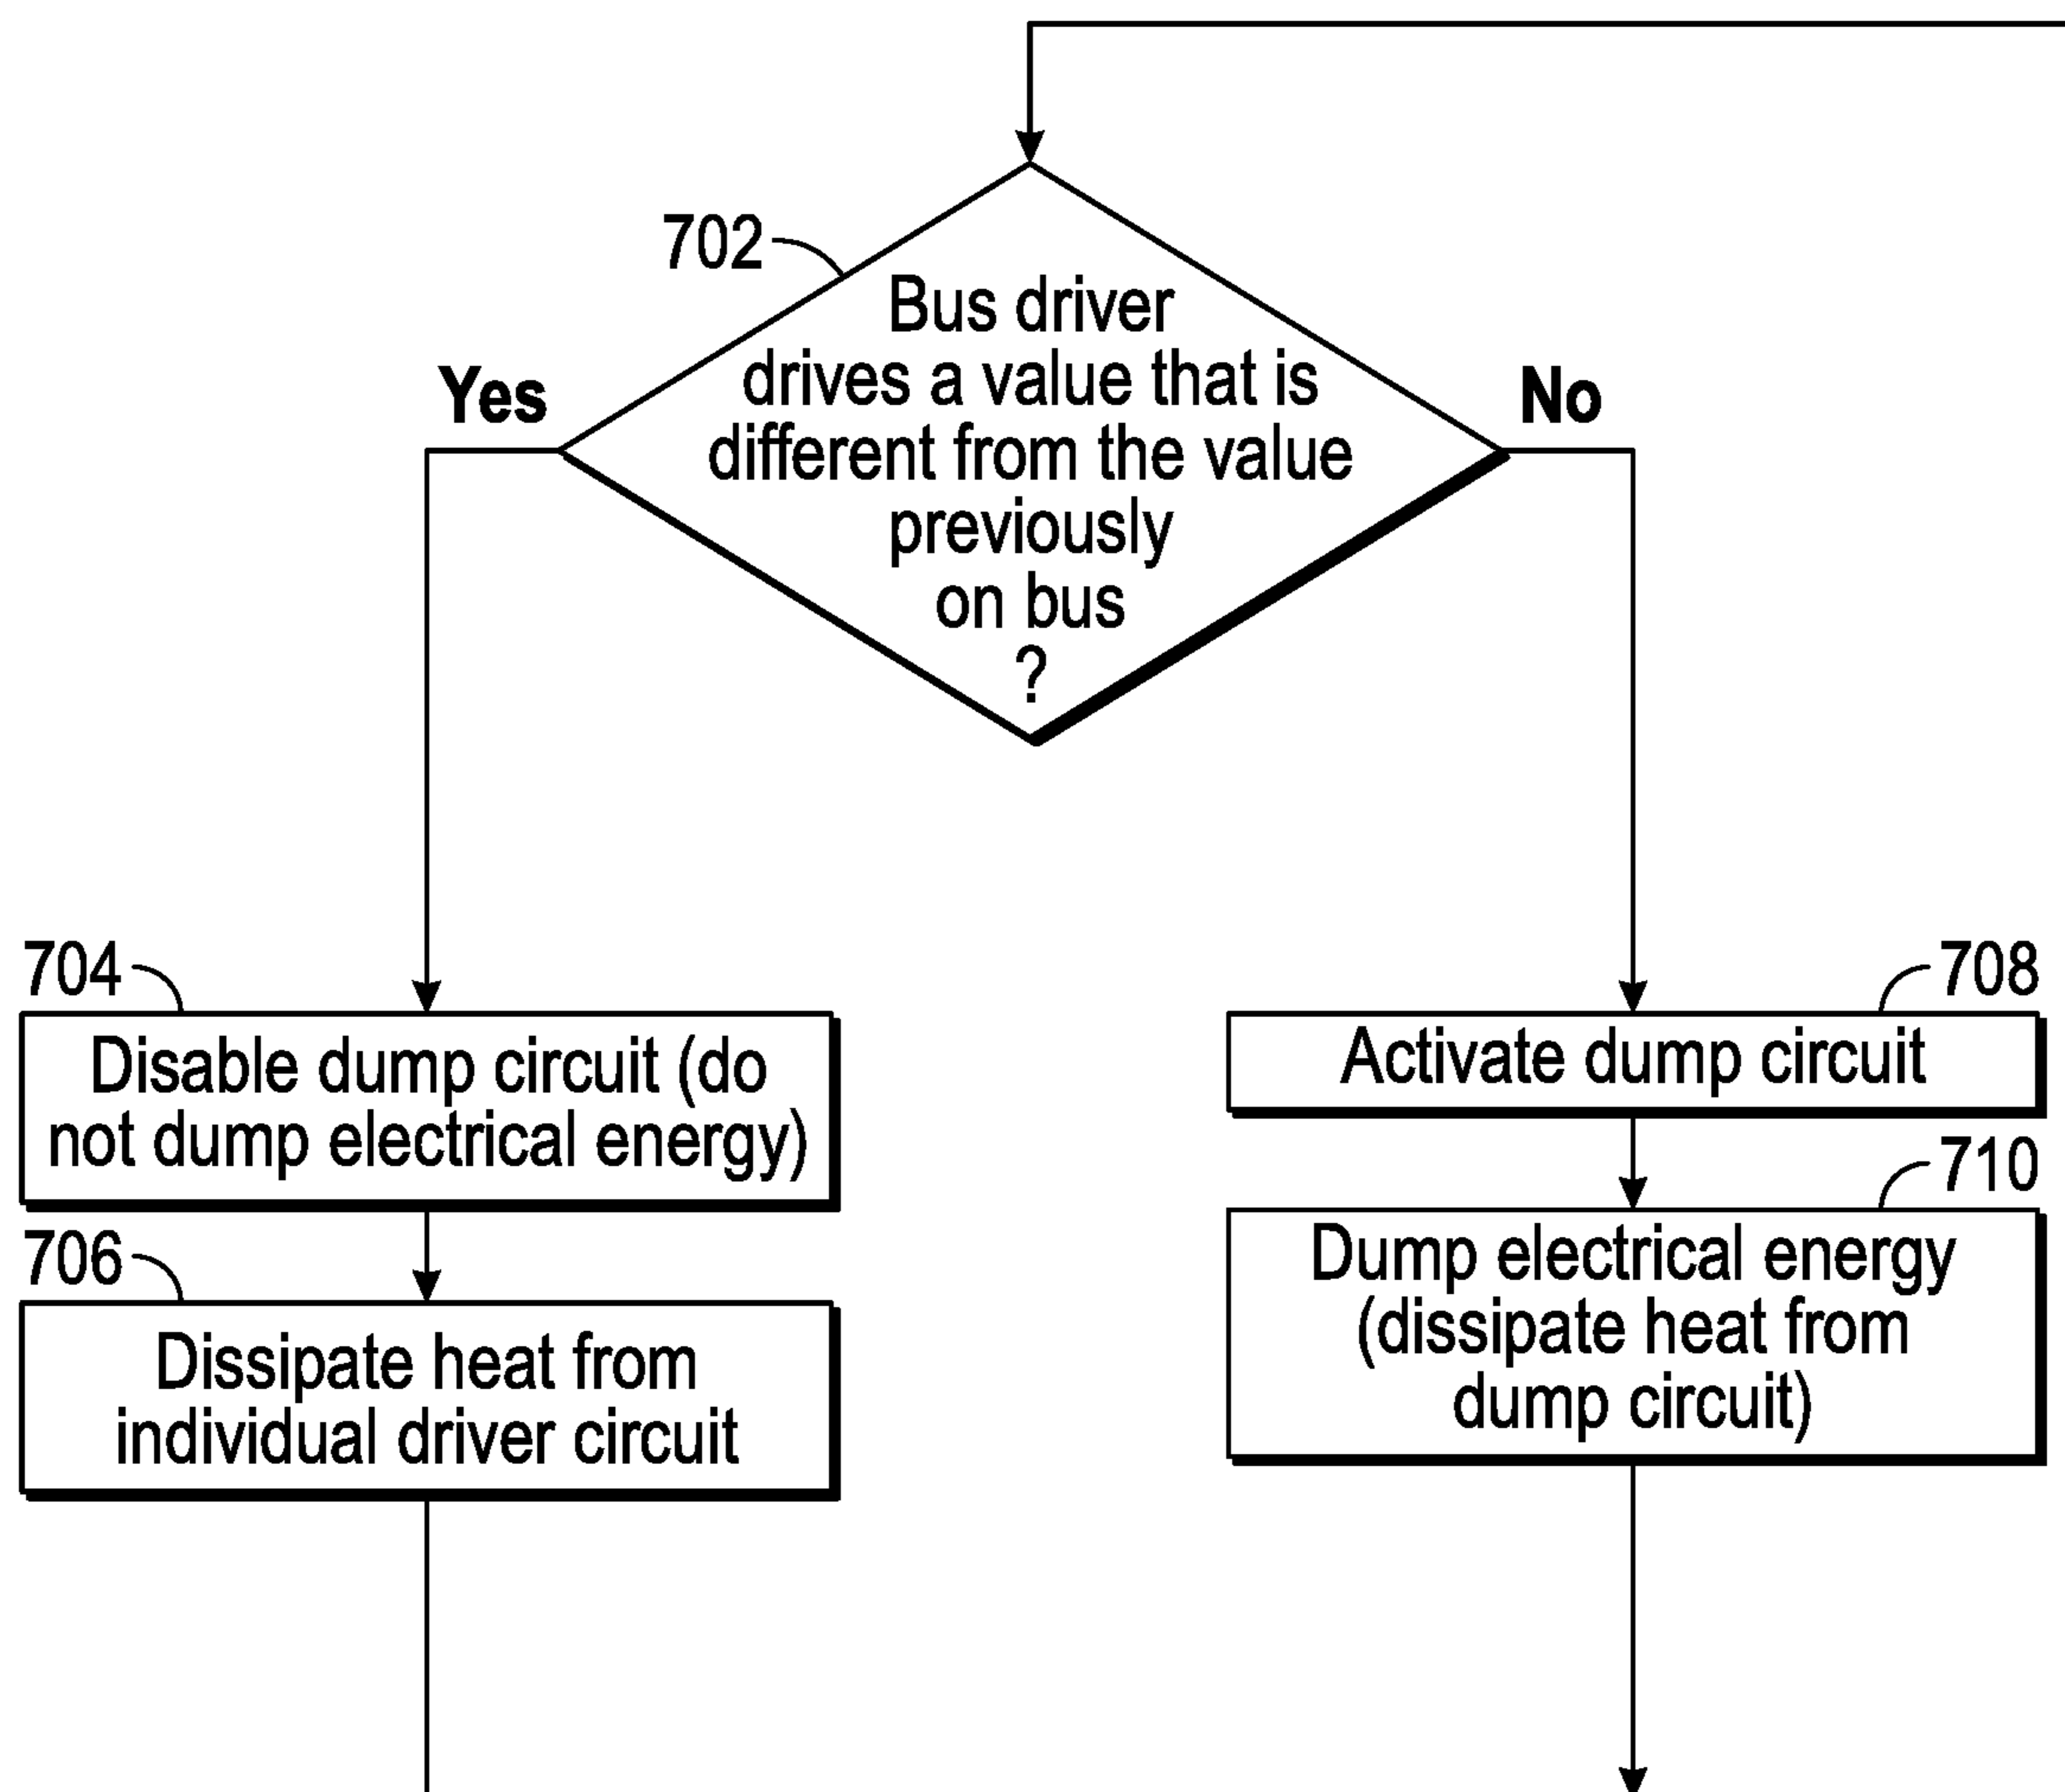 702
Bus driver
drives a value that is
different from the value
previously
on bus
?
Yes
No
704
Disable dump circuit (do
not dump electrical energy)
706
Dissipate heat from
individual driver circuit
708
Activate dump circuit
710
Dump electrical energy
(dissipate heat from
dump circuit)